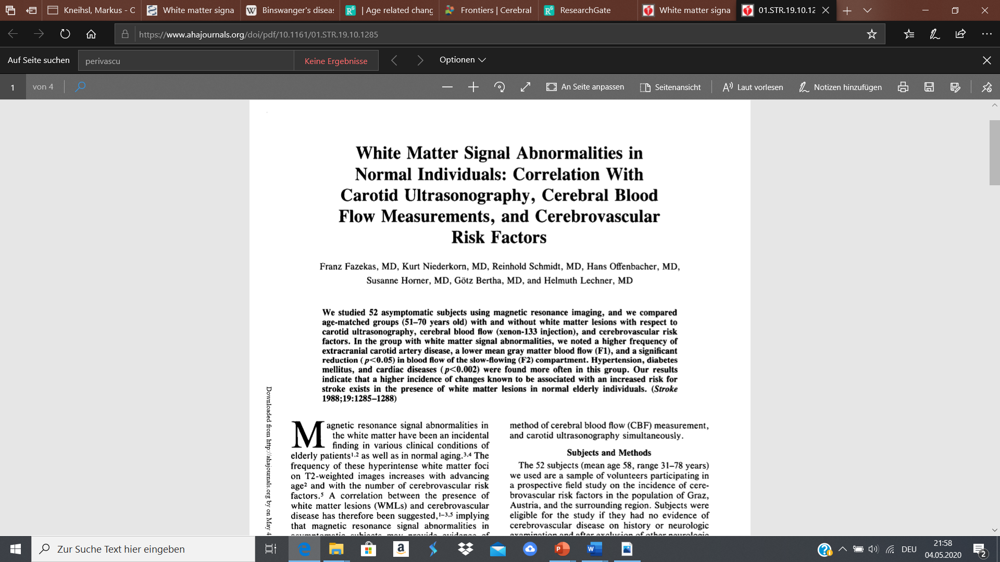 Kneihsl, Markus - C
White matter signa
Binswanger's diseas
| Age related chang
Frontiers | Cerebral
ResearchGate
White matter signa
01.STR.19.10.12
https://www.ahajournals.org/doi/pdf/10.1161/01.STR.19.10.1285
Auf Seite suchen
perivascu
Keine Ergebnisse
Optionen
1
von 4
An Seite anpassen
Seitenansicht
Laut vorlesen
Notizen hinzufügen
White Matter Signal Abnormalities in
Normal Individuals: Correlation With
Carotid Ultrasonography, Cerebral Blood
Flow Measurements, and Cerebrovascular
Risk Factors
Franz Fazekas, MD, Kurt Niederkorn, MD, Reinhold Schmidt, MD, Hans Offenbacher, MD,
Susanne Horner, MD, Götz Bertha, MD, and Helmuth Lechner, MD
We studied 52 asymptomatic subjects using magnetic resonance imaging, and we compared
age-matched groups (51–70 years old) with and without white matter lesions with respect to
carotid ultrasonography, cerebral blood flow (xenon-133 injection), and cerebrovascular risk
factors. In the group with white matter signal abnormalities, we noted a higher frequency of
extracranial carotid artery disease, a lower mean gray matter blood flow (F1), and a significant
reduction (p<0.05) in blood flow of the slow-flowing (F2) compartment. Hypertension, diabetes
mellitus, and cardiac diseases (p<0.002) were found more often in this group. Our results
indicate that a higher incidence of changes known to be associated with an increased risk for
stroke exists in the presence of white matter lesions in normal elderly individuals. (Stroke
1988;19:1285–1288)
Magnetic resonance signal abnormalities in
the white matter have been an incidental
finding in various clinical conditions of
elderly patients1,2 as well as in normal aging.3,4 The
frequency of these hyperintense white matter foci
on T2-weighted images increases with advancing
age2 and with the number of cerebrovascular risk
factors.5 A correlation between the presence of
white matter lesions (WMLs) and cerebrovascular
disease has therefore been suggested,1–3,5 implying
that magnetic resonance signal abnormalities in
asymptomatic subjects may provide evidence of
method of cerebral blood flow (CBF) measurement,
and carotid ultrasonography simultaneously.
Subjects and Methods
The 52 subjects (mean age 58, range 31–78 years)
we used are a sample of volunteers participating in
a prospective field study on the incidence of cere-
brovascular risk factors in the population of Graz,
Austria, and the surrounding region. Subjects were
eligible for the study if they had no evidence of
cerebrovascular disease on history or neurologic
examination and after exclusion of other neurologic
Downloaded from http://ahajournals.org by on May 4
Zur Suche Text hier eingeben
DEU
21:58
04.05.2020
2